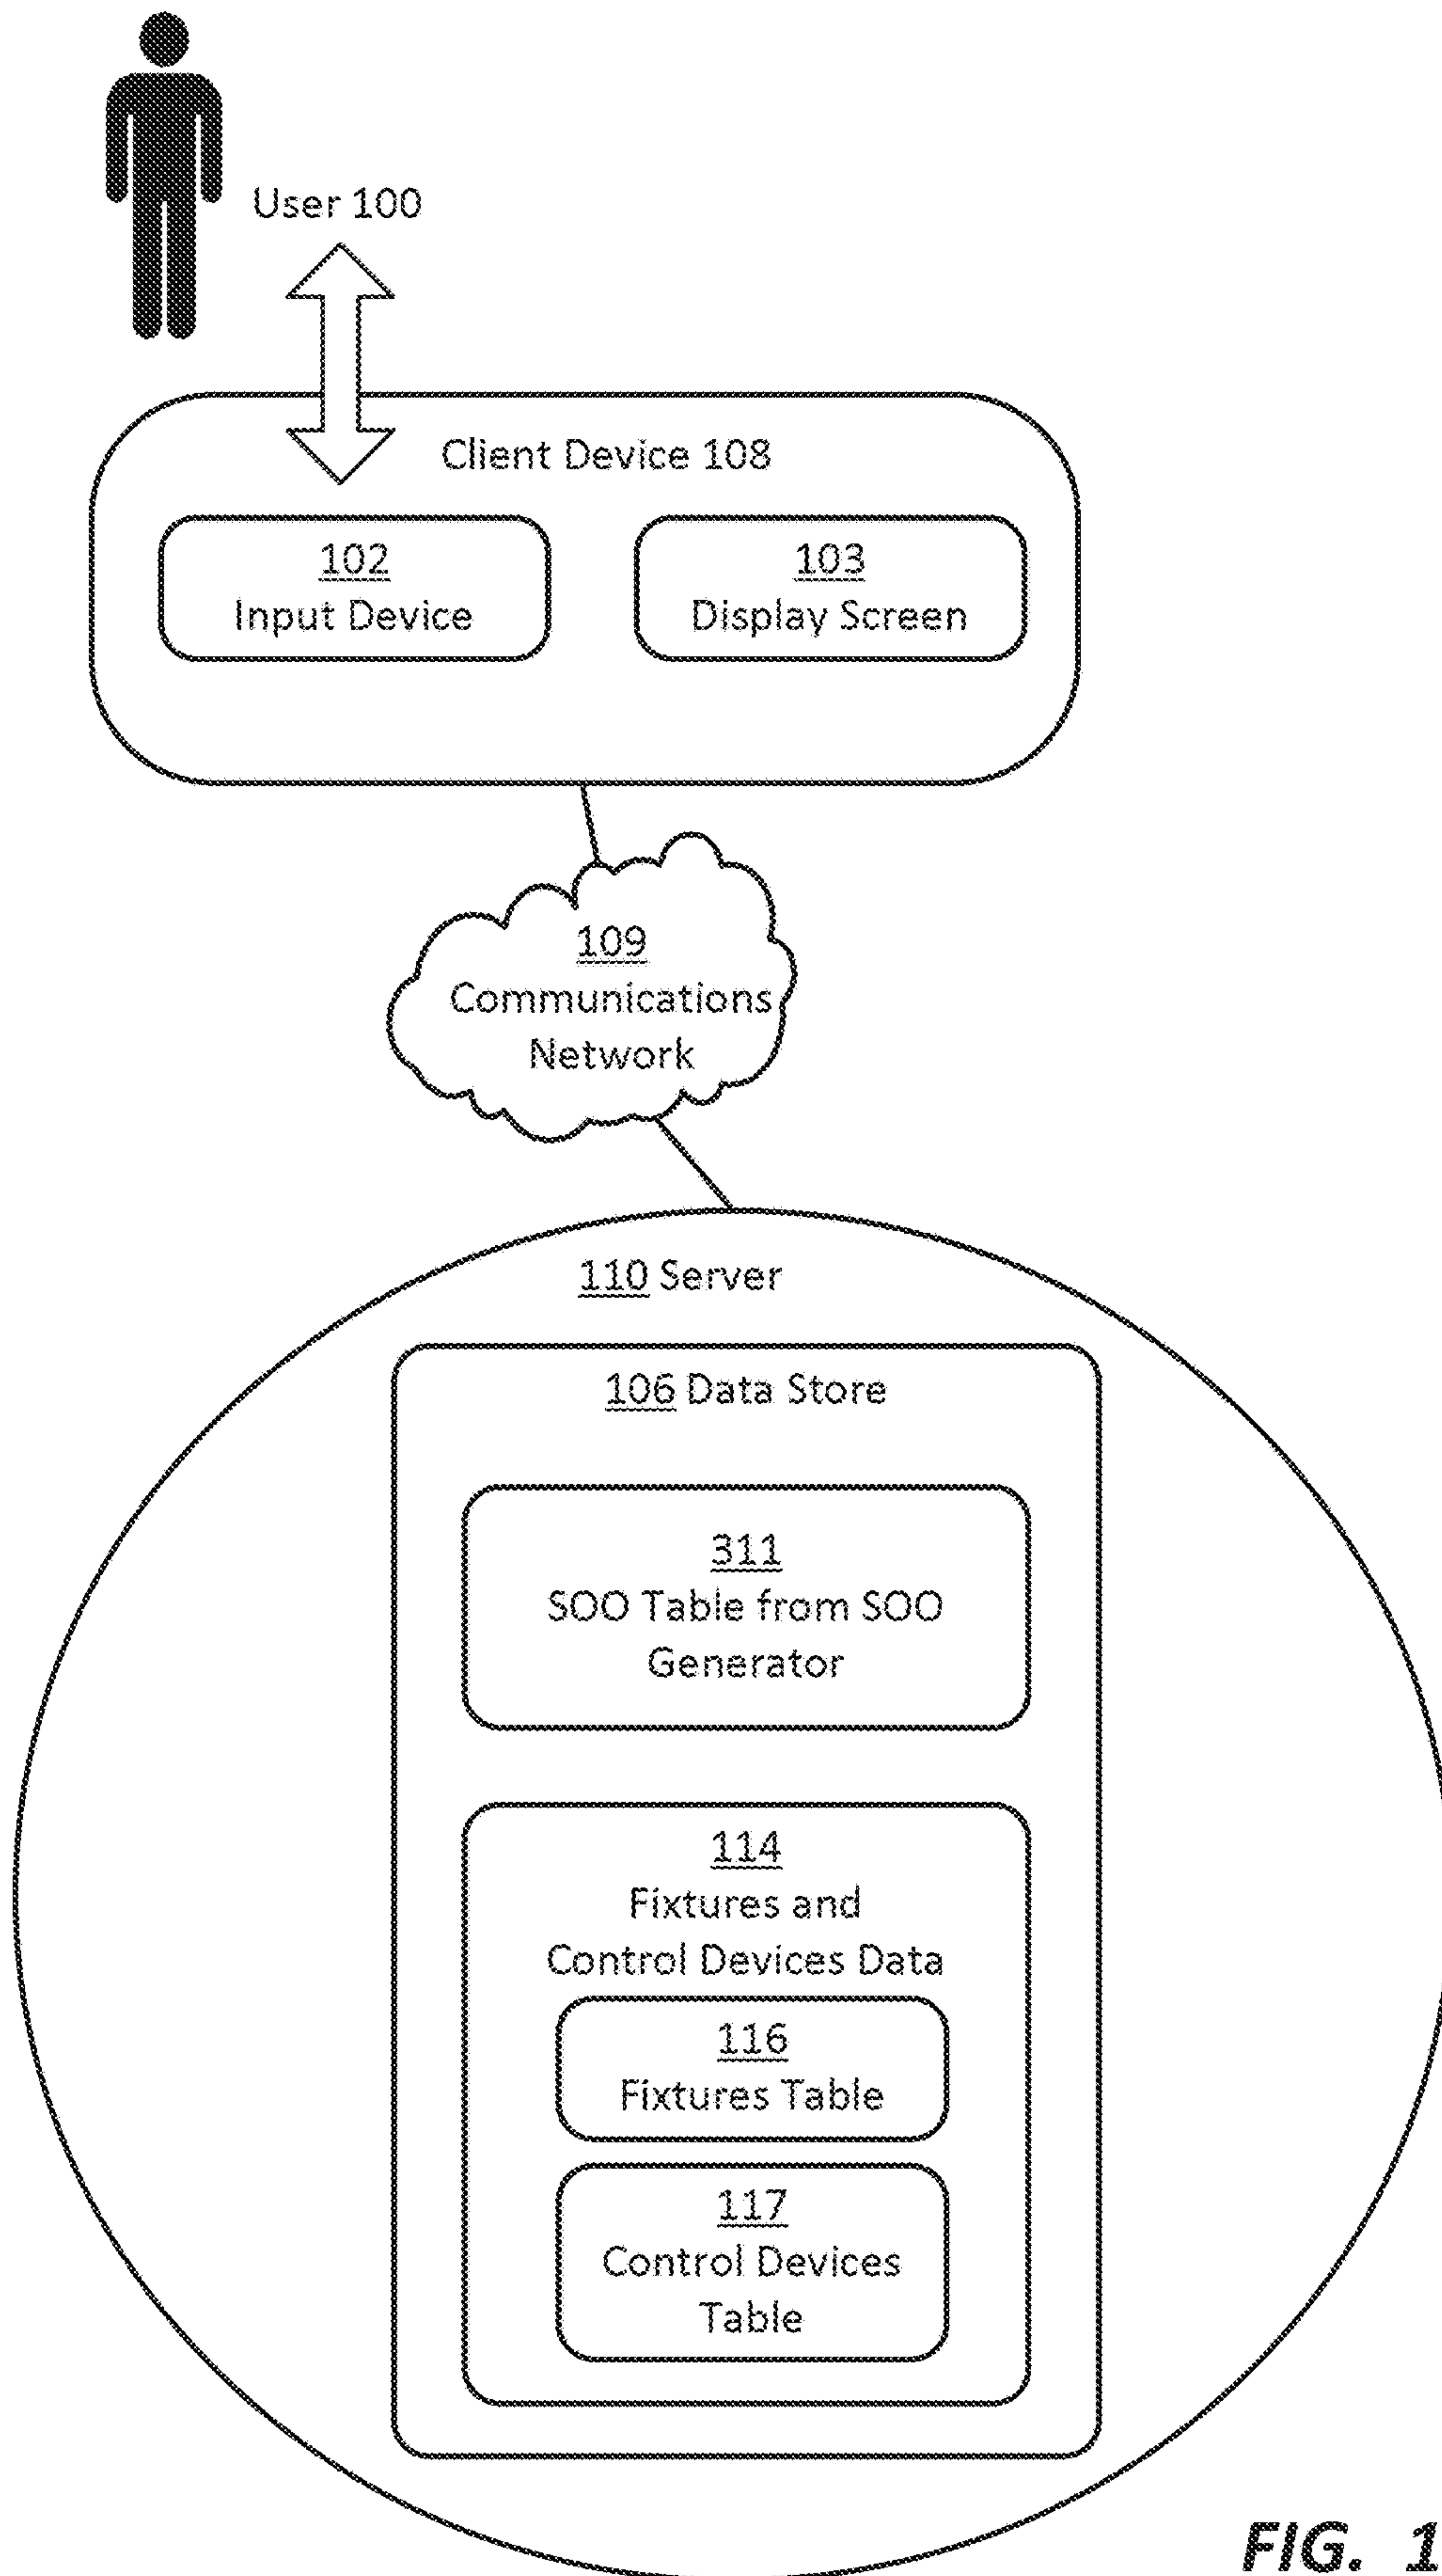 User 100
Client Device 108
102
Input Device
103
Display Screen
109
Communications
Network
110 Server
106 Data Store
311
SOO Table from SOO
Generator
114
Fixtures and
Control Devices Data
116
Fixtures Table
117
Control Devices
Table
FIG. 1